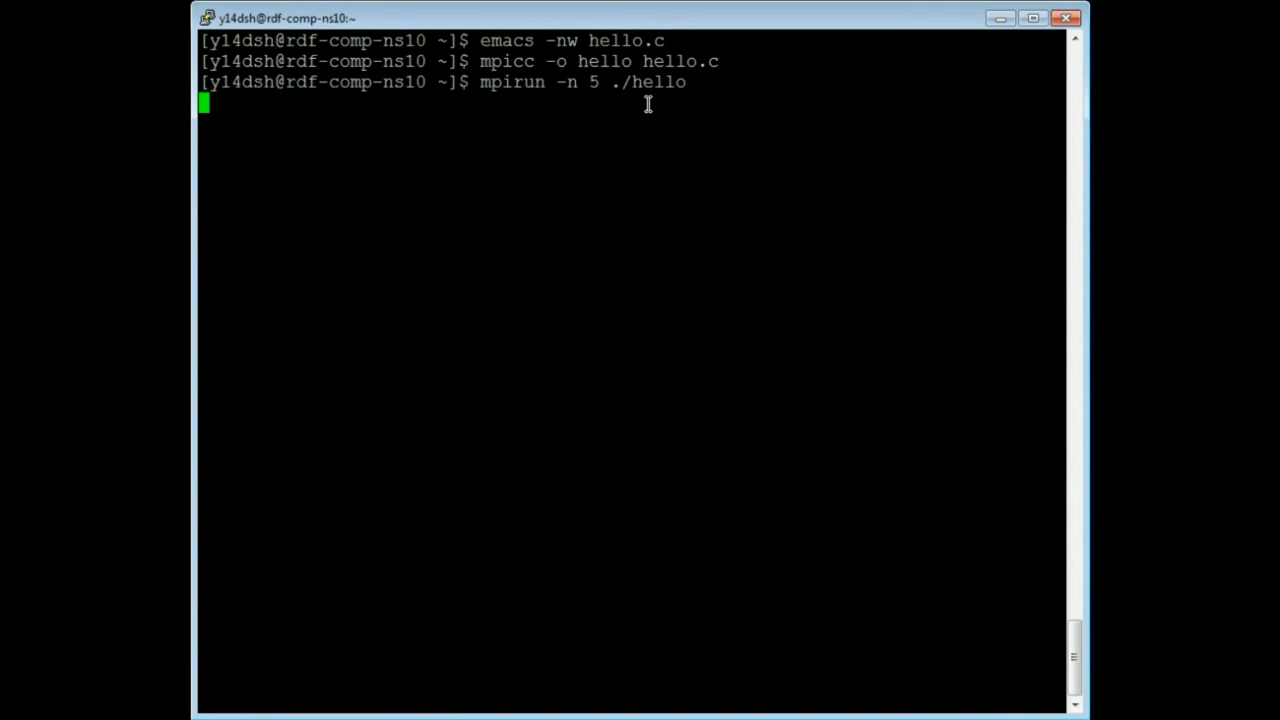 y14dsh@rdf-comp-ns10:~
[y14dsh@rdf-comp-ns10 ~]$ emacs -nw hello.c
[y14dsh@rdf-comp-ns10 ~]$ mpicc -o hello hello.c
[y14dsh@rdf-comp-ns10 ~]$ mpirun -n 5 ./hello